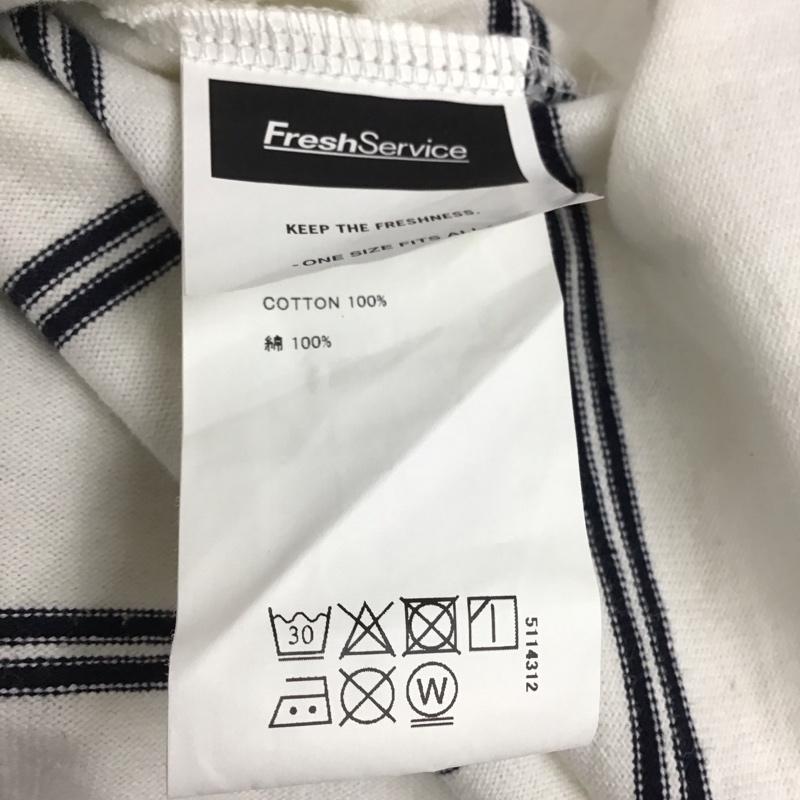 FreshService
KEEP THE FRESHNESS.
-ONE SIZE FITS ALL
COTTON 100%
綿 100%
30
W
5114312